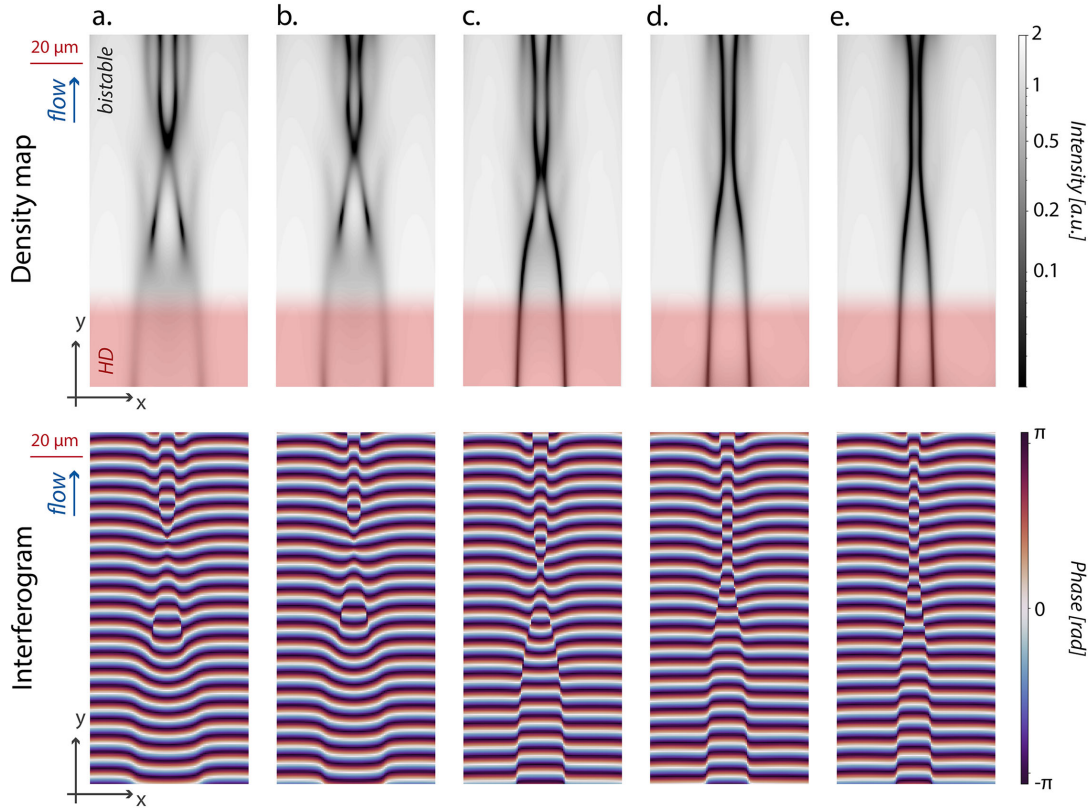 a. b. c. d. e.
20 µm
flow
bistable
Density map
y
HD
x
2
1
0.5
0.2
0.1
Intensity [a.u.]
20 µm
flow
Interferogram
y
x
π
0
-π
Phase [rad]